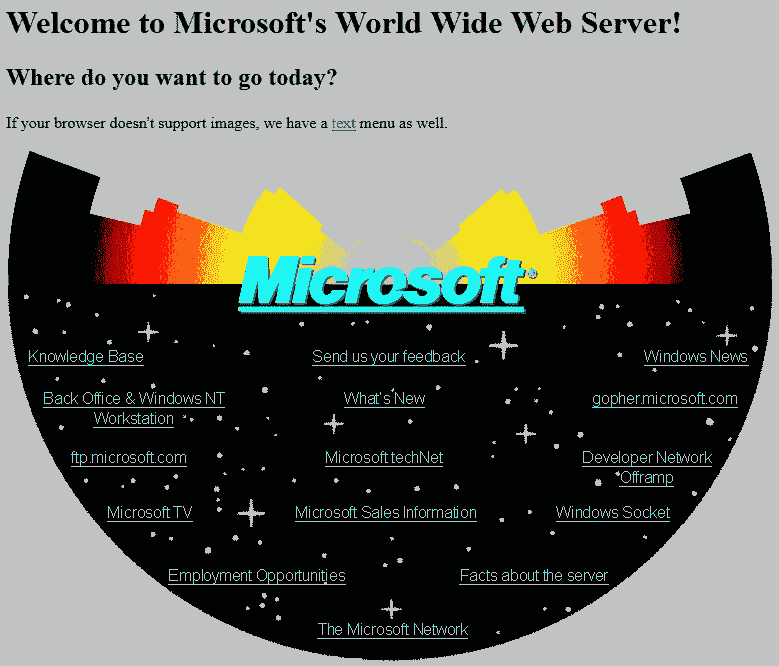 Welcome to Microsoft's World Wide Web Server!
Where do you want to go today?
If your browser doesn't support images, we have a text menu as well.
Microsoft®
Knowledge Base
Send us your feedback
Windows News
Back Office & Windows NT
Workstation
What's New
gopher.microsoft.com
ftp.microsoft.com
Microsoft techNet
Developer Network
Offramp
Microsoft TV
Microsoft Sales Information
Windows Socket
Employment Opportunities
Facts about the server
The Microsoft Network